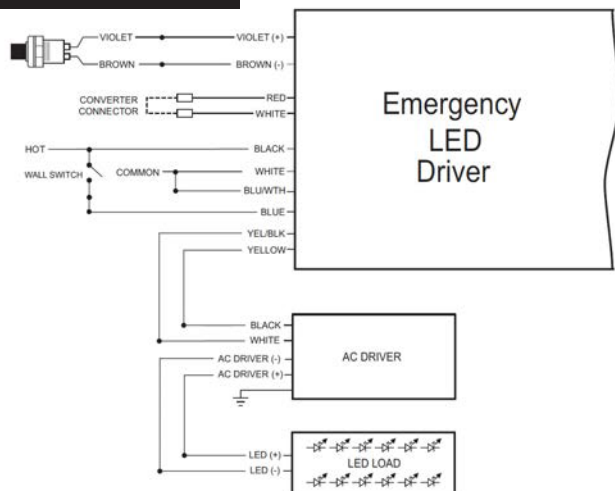 VIOLET VIOLET (+)
BROWN BROWN (-)
CONVERTER
CONNECTOR
RED
WHITE
Emergency
LED
Driver
HOT BLACK
WALL SWITCH COMMON WHITE
BLU/WTH
BLUE
YEL/BLK
YELLOW
BLACK
WHITE
AC DRIVER (-)
AC DRIVER (+)
AC DRIVER
LED (+)
LED (-)
LED LOAD